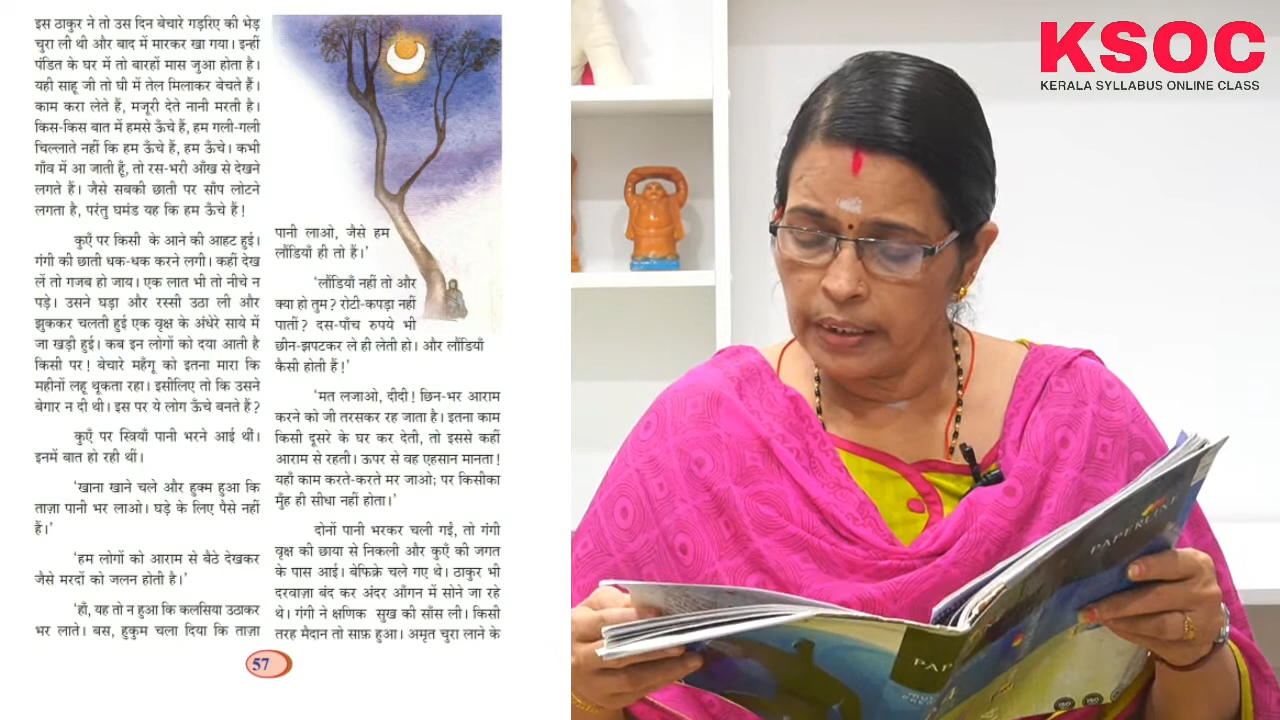 इस ठाकुर ने तो उस दिन बेचारे गड़रिए की भेड़
चुरा ली थी और बाद में मारकर खा गया। इन्हीं
पंडित के घर में तो बारहों मास जुआ होता है।
यही साहू जी तो घी में तेल मिलाकर बेचते हैं।
काम करा लेते हैं, मजूरी देते नानी मरती है।
किस-किस बात में हमसे ऊँचे हैं, हम गली-गली
चिल्लाते नहीं कि हम ऊँचे हैं, हम ऊँचे। कभी
गाँव में आ जाती हूँ, तो रस-भरी आँख से देखने
लगते हैं। जैसे सबकी छाती पर साँप लोटने
लगता है, परंतु घमंड यह कि हम ऊँचे हैं!
कुएँ पर किसी के आने की आहट हुई।
गंगी की छाती धक-धक करने लगी। कहीं देख
लें तो गजब हो जाय। एक लात भी तो नीचे न
पड़े। उसने घड़ा और रस्सी उठा ली और
झुककर चलती हुई एक वृक्ष के अंधेरे साये में
जा खड़ी हुई। कब इन लोगों को दया आती है
किसी पर! बेचारे महँगू को इतना मारा कि
महीनों लहू थूकता रहा। इसीलिए तो कि उसने
बेगार न दी थी। इस पर ये लोग ऊँचे बनते हैं?
कुएँ पर स्त्रियाँ पानी भरने आई थीं।
इनमें बात हो रही थीं।
'खाना खाने चले और हुक्म हुआ कि
ताज़ा पानी भर लाओ। घड़े के लिए पैसे नहीं
हैं।'
'हम लोगों को आराम से बैठे देखकर
जैसे मरदों को जलन होती है।'
'हाँ, यह तो न हुआ कि कलसिया उठाकर
भर लाते। बस, हुकुम चला दिया कि ताज़ा
पानी लाओ, जैसे हम
लौंडियाँ ही तो हैं।'
'लौंडियाँ नहीं तो और
क्या हो तुम? रोटी-कपड़ा नहीं
पातीं? दस-पाँच रुपये भी
छीन-झपटकर ले ही लेती हो। और लौंडियाँ
कैसी होती हैं!'
'मत लजाओ, दीदी! छिन-भर आराम
करने को जी तरसकर रह जाता है। इतना काम
किसी दूसरे के घर कर देती, तो इससे कहीं
आराम से रहती। ऊपर से वह एहसान मानता!
यहाँ काम करते-करते मर जाओ; पर किसीका
मुँह ही सीधा नहीं होता।'
दोनों पानी भरकर चली गईं, तो गंगी
वृक्ष की छाया से निकली और कुएँ की जगत
के पास आई। बेफिक्रे चले गए थे। ठाकुर भी
दरवाज़ा बंद कर अंदर आँगन में सोने जा रहे
थे। गंगी ने क्षणिक सुख की साँस ली। किसी
तरह मैदान तो साफ़ हुआ। अमृत चुरा लाने के
57
KSOC
KERALA SYLLABUS ONLINE CLASS
PAPERLINE
PAP